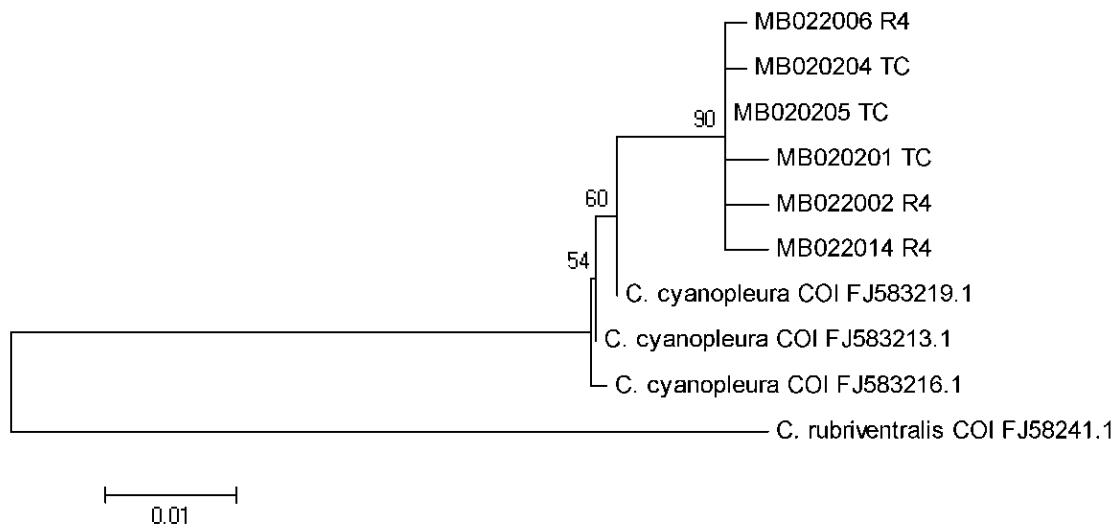 MB022006 R4
MB020204 TC
90
MB020205 TC
MB020201 TC
60
MB022002 R4
MB022014 R4
54
C. cyanopleura COI FJ583219.1
C. cyanopleura COI FJ583213.1
C. cyanopleura COI FJ583216.1
C. rubriventralis COI FJ58241.1
0.01